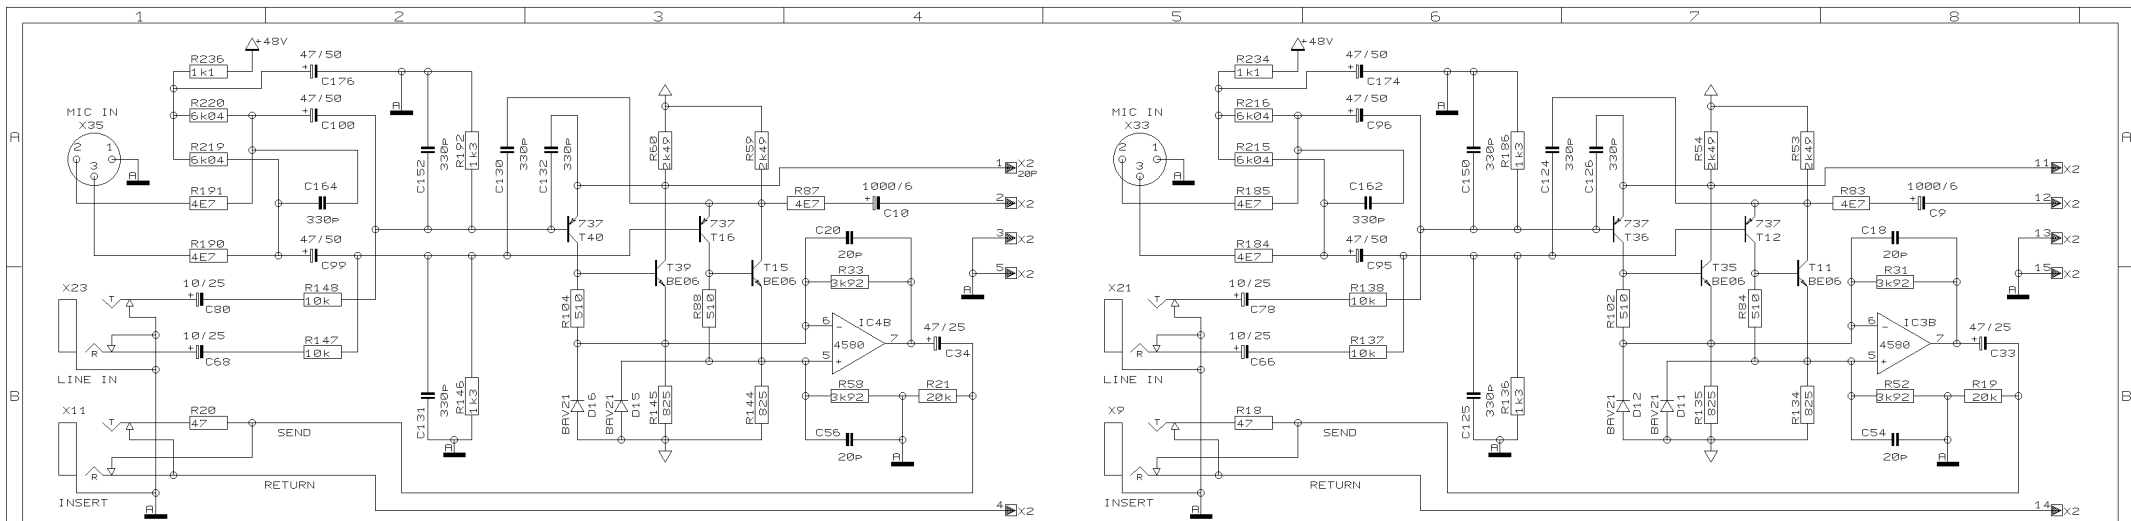 1 2 3 4 5 6 7 8
A
B
+48V
R236
1k1
47/50
C176
MIC IN
X35
2 1
3
A
R220
6k04
47/50
C100
R219
6k04
C164
330p
R191
4E7
R190
4E7
47/50
C99
A
C152
330p
R192
1k3
C130
330p
C132
330p
R60
2k49
R59
2k49
737
T40
737
T16
R87
4E7
1000/6
C10
1 X2
20P
2 X2
3 X2
5 X2
A
C20
20p
R33
3k92
T39
BE06
T15
BE06
R104
510
R88
510
X23
T
R
LINE IN
10/25
C80
R148
10k
10/25
C68
R147
10k
C131
330p
R146
1k3
A
IC4B
4580
6
5
7
47/25
C34
R58
3k92
R21
20k
C56
20p
A
BAV21
D16
BAV21
D15
R145
825
R144
825
X11
T
R
INSERT
R20
47
SEND
RETURN
A
4 X2
+48V
R234
1k1
47/50
C174
MIC IN
X33
2 1
3
A
R216
6k04
47/50
C96
R215
6k04
C162
330p
R185
4E7
R184
4E7
47/50
C95
A
C150
330p
R186
1k3
C124
330p
C126
330p
R54
2k49
R53
2k49
737
T36
737
T12
R83
4E7
1000/6
C9
11 X2
12 X2
13 X2
15 X2
A
C18
20p
R31
3k92
T35
BE06
T11
BE06
R102
510
R84
510
X21
T
R
LINE IN
10/25
C78
R138
10k
10/25
C66
R137
10k
C125
330p
R136
1k3
A
IC3B
4580
6
5
7
47/25
C33
R52
3k92
R19
20k
C54
20p
A
BAV21
D12
BAV21
D11
R135
825
R134
825
X9
T
R
INSERT
R18
47
SEND
RETURN
A
14 X2
A
B